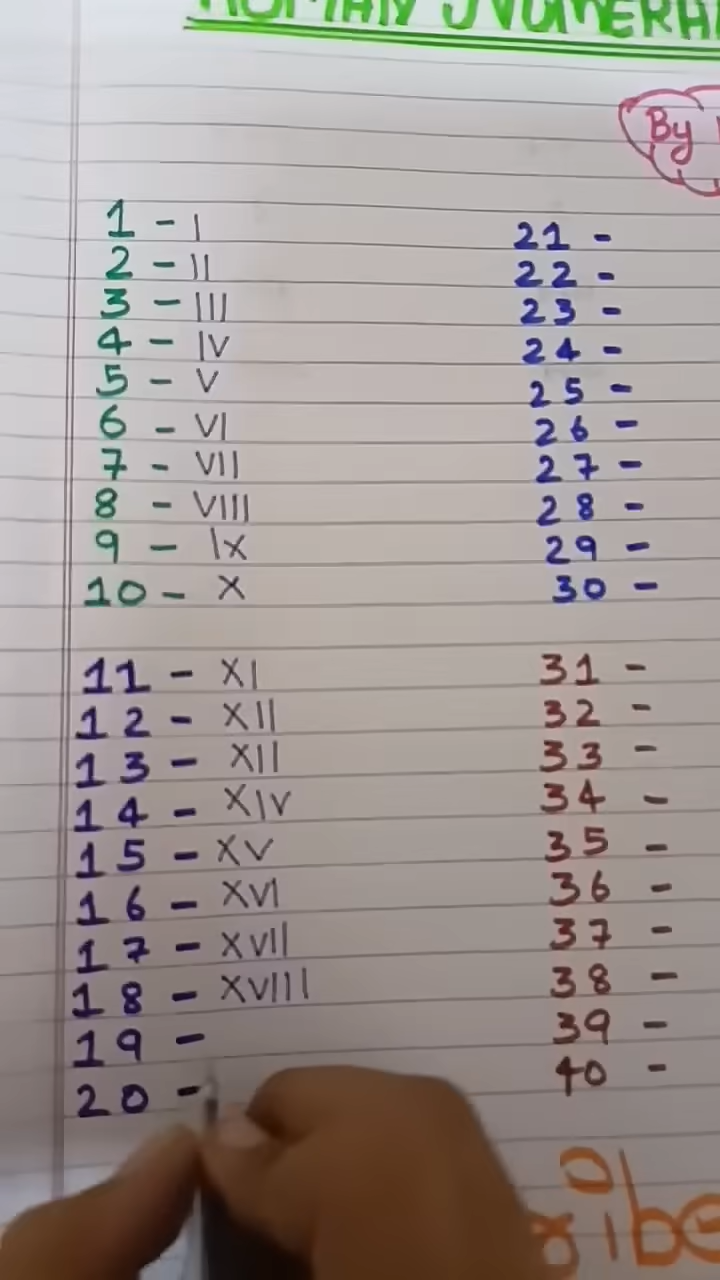 ROMAN NUMERA
By
1 - I
2 - II
3 - III
4 - IV
5 - V
6 - VI
7 - VII
8 - VIII
9 - IX
10 - X
11 - XI
12 - XII
13 - XII
14 - XIV
15 - XV
16 - XVI
17 - XVII
18 - XVIII
19 -
20 -
21 -
22 -
23 -
24 -
25 -
26 -
27 -
28 -
29 -
30 -
31 -
32 -
33 -
34 -
35 -
36 -
37 -
38 -
39 -
40 -
ribe